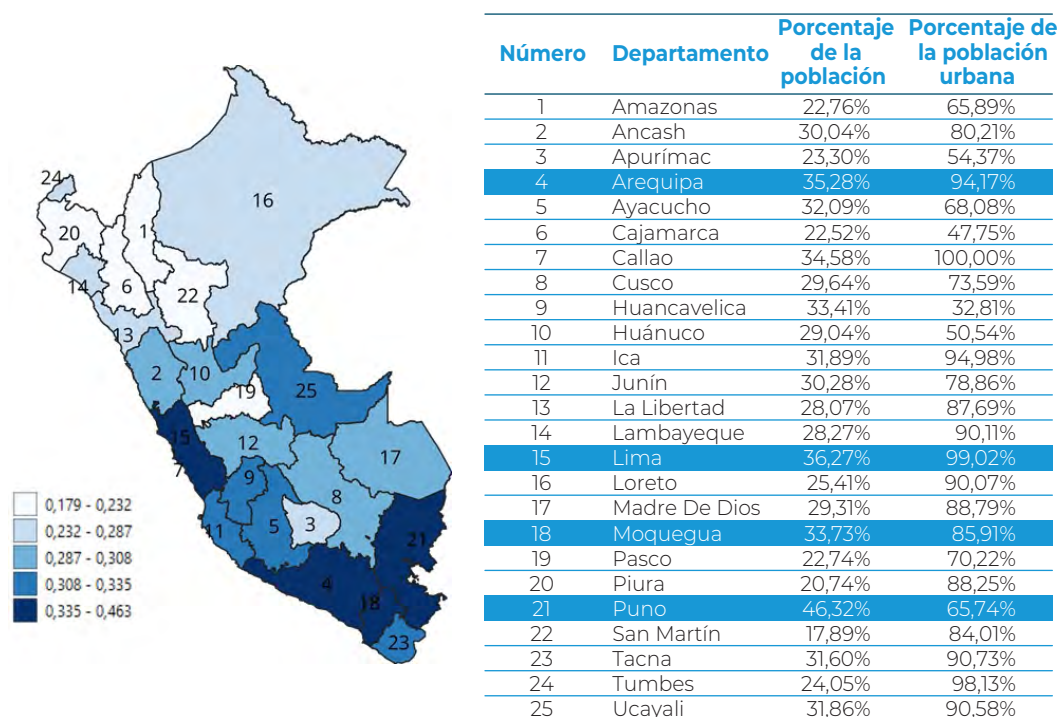 24
16
20
1
14
6
22
13
2
10
19
25
15
12
7
17
9
8
11
5
3
21
4
18
23
0,179 - 0,232
0,232 - 0,287
0,287 - 0,308
0,308 - 0,335
0,335 - 0,463
Número Departamento Porcentaje de la población Porcentaje de la población urbana
1 Amazonas 22,76% 65,89%
2 Ancash 30,04% 80,21%
3 Apurímac 23,30% 54,37%
4 Arequipa 35,28% 94,17%
5 Ayacucho 32,09% 68,08%
6 Cajamarca 22,52% 47,75%
7 Callao 34,58% 100,00%
8 Cusco 29,64% 73,59%
9 Huancavelica 33,41% 32,81%
10 Huánuco 29,04% 50,54%
11 Ica 31,89% 94,98%
12 Junín 30,28% 78,86%
13 La Libertad 28,07% 87,69%
14 Lambayeque 28,27% 90,11%
15 Lima 36,27% 99,02%
16 Loreto 25,41% 90,07%
17 Madre De Dios 29,31% 88,79%
18 Moquegua 33,73% 85,91%
19 Pasco 22,74% 70,22%
20 Piura 20,74% 88,25%
21 Puno 46,32% 65,74%
22 San Martín 17,89% 84,01%
23 Tacna 31,60% 90,73%
24 Tumbes 24,05% 98,13%
25 Ucayali 31,86% 90,58%